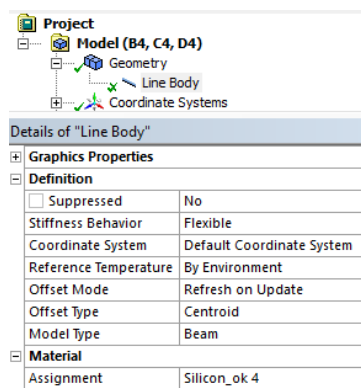 Project
Model (B4, C4, D4)
Geometry
Line Body
Coordinate Systems
Details of "Line Body"
Graphics Properties
Definition
Suppressed No
Stiffness Behavior Flexible
Coordinate System Default Coordinate System
Reference Temperature By Environment
Offset Mode Refresh on Update
Offset Type Centroid
Model Type Beam
Material
Assignment Silicon_ok 4